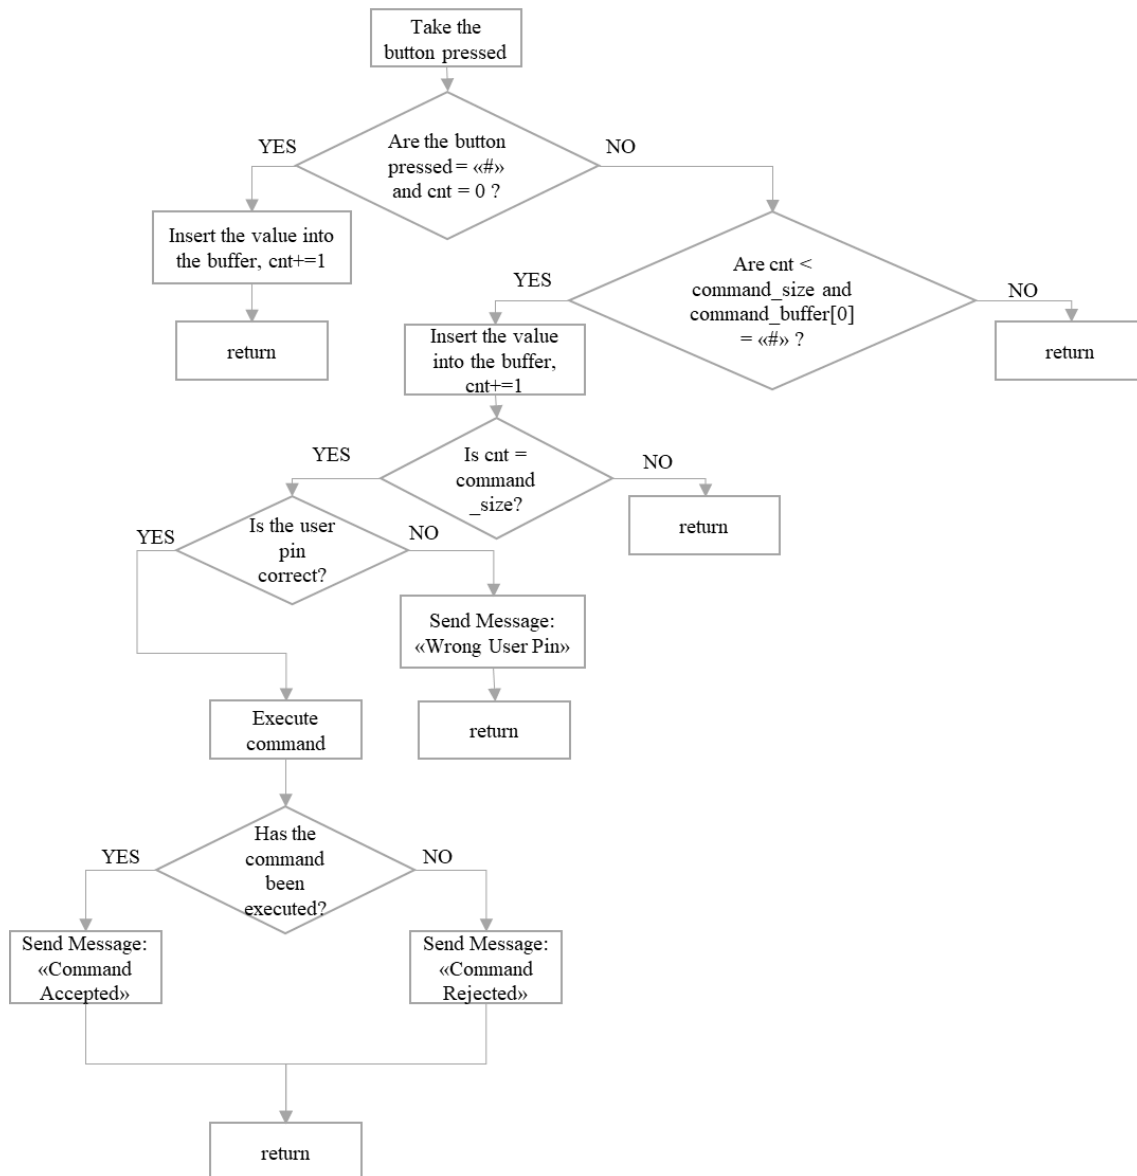 Take the
button pressed
YES
Are the button
pressed = «#»
and cnt = 0 ?
NO
Insert the value into
the buffer, cnt+=1
return
YES
Are cnt <
command_size and
command_buffer[0]
= «#» ?
NO
return
Insert the value
into the buffer,
cnt+=1
YES
Is cnt =
command
_size?
NO
return
YES
Is the user
pin
correct?
NO
Send Message:
«Wrong User Pin»
return
Execute
command
YES
Has the
command
been
executed?
NO
Send Message:
«Command
Accepted»
Send Message:
«Command
Rejected»
return